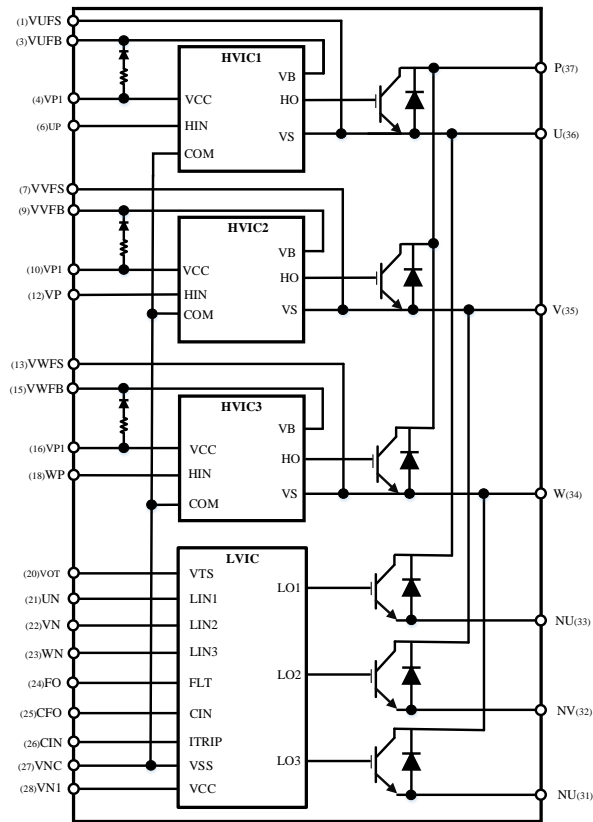 (1)VUFS
(3)VUFB
(4)VP1
(6)UP
(7)VVFS
(9)VVFB
(10)VP1
(12)VP
(13)VWFS
(15)VWFB
(16)VP1
(18)WP
(20)VOT
(21)UN
(22)VN
(23)WN
(24)FO
(25)CFO
(26)CIN
(27)VNC
(28)VN1
HVIC1
VB
VCC
HO
HIN
VS
COM
HVIC2
VB
VCC
HO
HIN
VS
COM
HVIC3
VB
VCC
HO
HIN
VS
COM
LVIC
VTS
LO1
LIN1
LIN2
LIN3
LO2
FLT
CIN
ITRIP
LO3
VSS
VCC
P(37)
U(36)
V(35)
W(34)
NU(33)
NV(32)
NU(31)